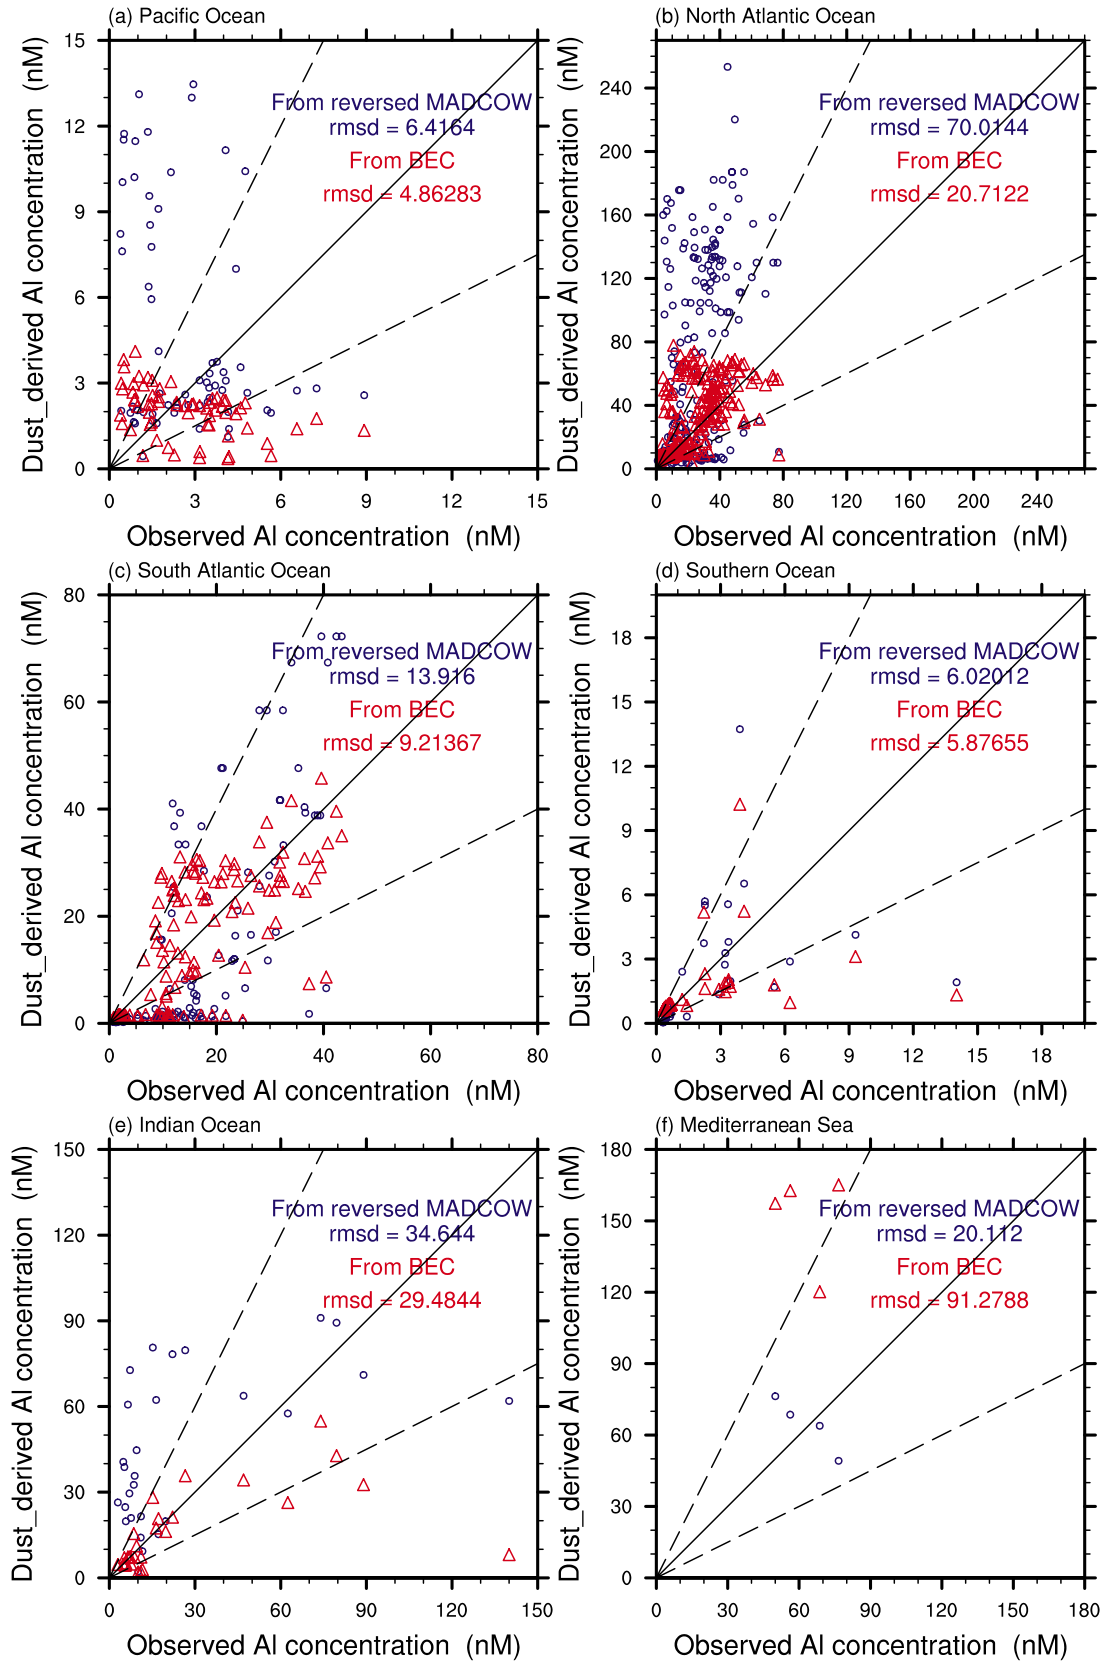 (a) Pacific Ocean
15
12
9
6
3
0
Dust_derived Al concentration (nM)
From reversed MADCOW
rmsd = 6.4164
From BEC
rmsd = 4.86283
0 3 6 9 12 15
Observed Al concentration (nM)
(b) North Atlantic Ocean
240
200
160
120
80
40
0
Dust_derived Al concentration (nM)
From reversed MADCOW
rmsd = 70.0144
From BEC
rmsd = 20.7122
0 40 80 120 160 200 240
Observed Al concentration (nM)
(c) South Atlantic Ocean
80
60
40
20
0
Dust_derived Al concentration (nM)
From reversed MADCOW
rmsd = 13.916
From BEC
rmsd = 9.21367
0 20 40 60 80
Observed Al concentration (nM)
(d) Southern Ocean
18
15
12
9
6
3
0
Dust_derived Al concentration (nM)
From reversed MADCOW
rmsd = 6.02012
From BEC
rmsd = 5.87655
0 3 6 9 12 15 18
Observed Al concentration (nM)
(e) Indian Ocean
150
120
90
60
30
0
Dust_derived Al concentration (nM)
From reversed MADCOW
rmsd = 34.644
From BEC
rmsd = 29.4844
0 30 60 90 120 150
Observed Al concentration (nM)
(f) Mediterranean Sea
180
150
120
90
60
30
0
Dust_derived Al concentration (nM)
From reversed MADCOW
rmsd = 20.112
From BEC
rmsd = 91.2788
0 30 60 90 120 150 180
Observed Al concentration (nM)